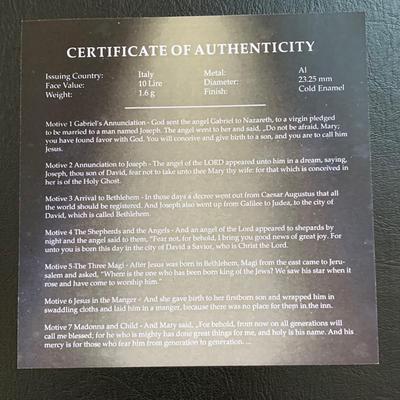 CERTIFICATE OF AUTHENTICITY
Issuing Country: Italy Metal: Al
Face Value: 10 Lire Diameter: 23.25 mm
Weight: 1.6 g Finish: Cold Enamel
Motive 1 Gabriel's Annunciation - God sent the angel Gabriel to Nazareth, to a virgin pledged
to be married to a man named Joseph. The angel went to her and said, „Do not be afraid, Mary;
you have found favor with God. You will conceive and give birth to a son, and you are to call him
Jesus.
Motive 2 Annunciation to Joseph - The angel of the LORD appeared unto him in a dream, saying,
Joseph, thou son of David, fear not to take unto thee Mary thy wife: for that which is conceived in
her is of the Holy Ghost.
Motive 3 Arrival to Bethlehem - In those days a decree went out from Caesar Augustus that all
the world should be registered. And Joseph also went up from Galilee to Judea, to the city of
David, which is called Bethlehem.
Motive 4 The Shepherds and the Angels - And an angel of the Lord appeared to shepards by
night and the angel said to them, "Fear not, for behold, I bring you good news of great joy. For
unto you is born this day in the city of David a Savior, who is Christ the Lord.
Motive 5-The Three Magi - After Jesus was born in Bethlehem, Magi from the east came to Jeru-
salem and asked, "Where is the one who has been born king of the Jews? We saw his star when it
rose and have come to worship him."
Motive 6 Jesus in the Manger - And she gave birth to her firstborn son and wrapped him in
swaddling cloths and laid him in a manger, because there was no place for them in the inn.
Motive 7 Madonna and Child - And Mary said, „For behold, from now on all generations will
call me blessed; for he who is mighty has done great things for me, and holy is his name. And his
mercy is for those who fear him from generation to generation. ...